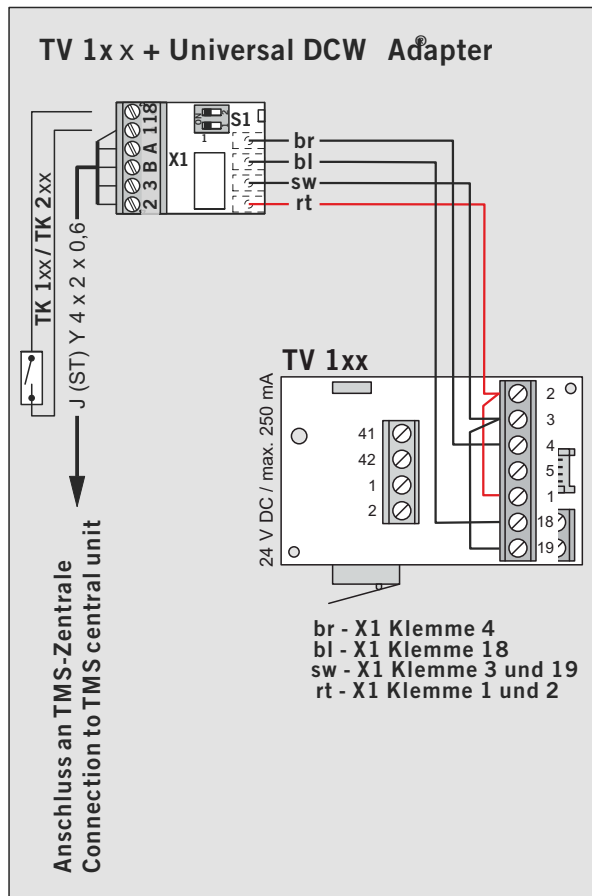 TV 1x x + Universal DCW® Adapter
118
A
B
3
2
ON
1
2
S1
X1
br
bl
sw
rt
TK 1xx/ TK 2xx
J (ST) Y 4 x 2 x 0,6
TV 1xx
24 V DC / max. 250 mA
41
42
1
2
2
3
4
5
1
18
19
br - X1 Klemme 4
bl - X1 Klemme 18
sw - X1 Klemme 3 und 19
rt - X1 Klemme 1 und 2
Anschluss an TMS-Zentrale
Connection to TMS central unit